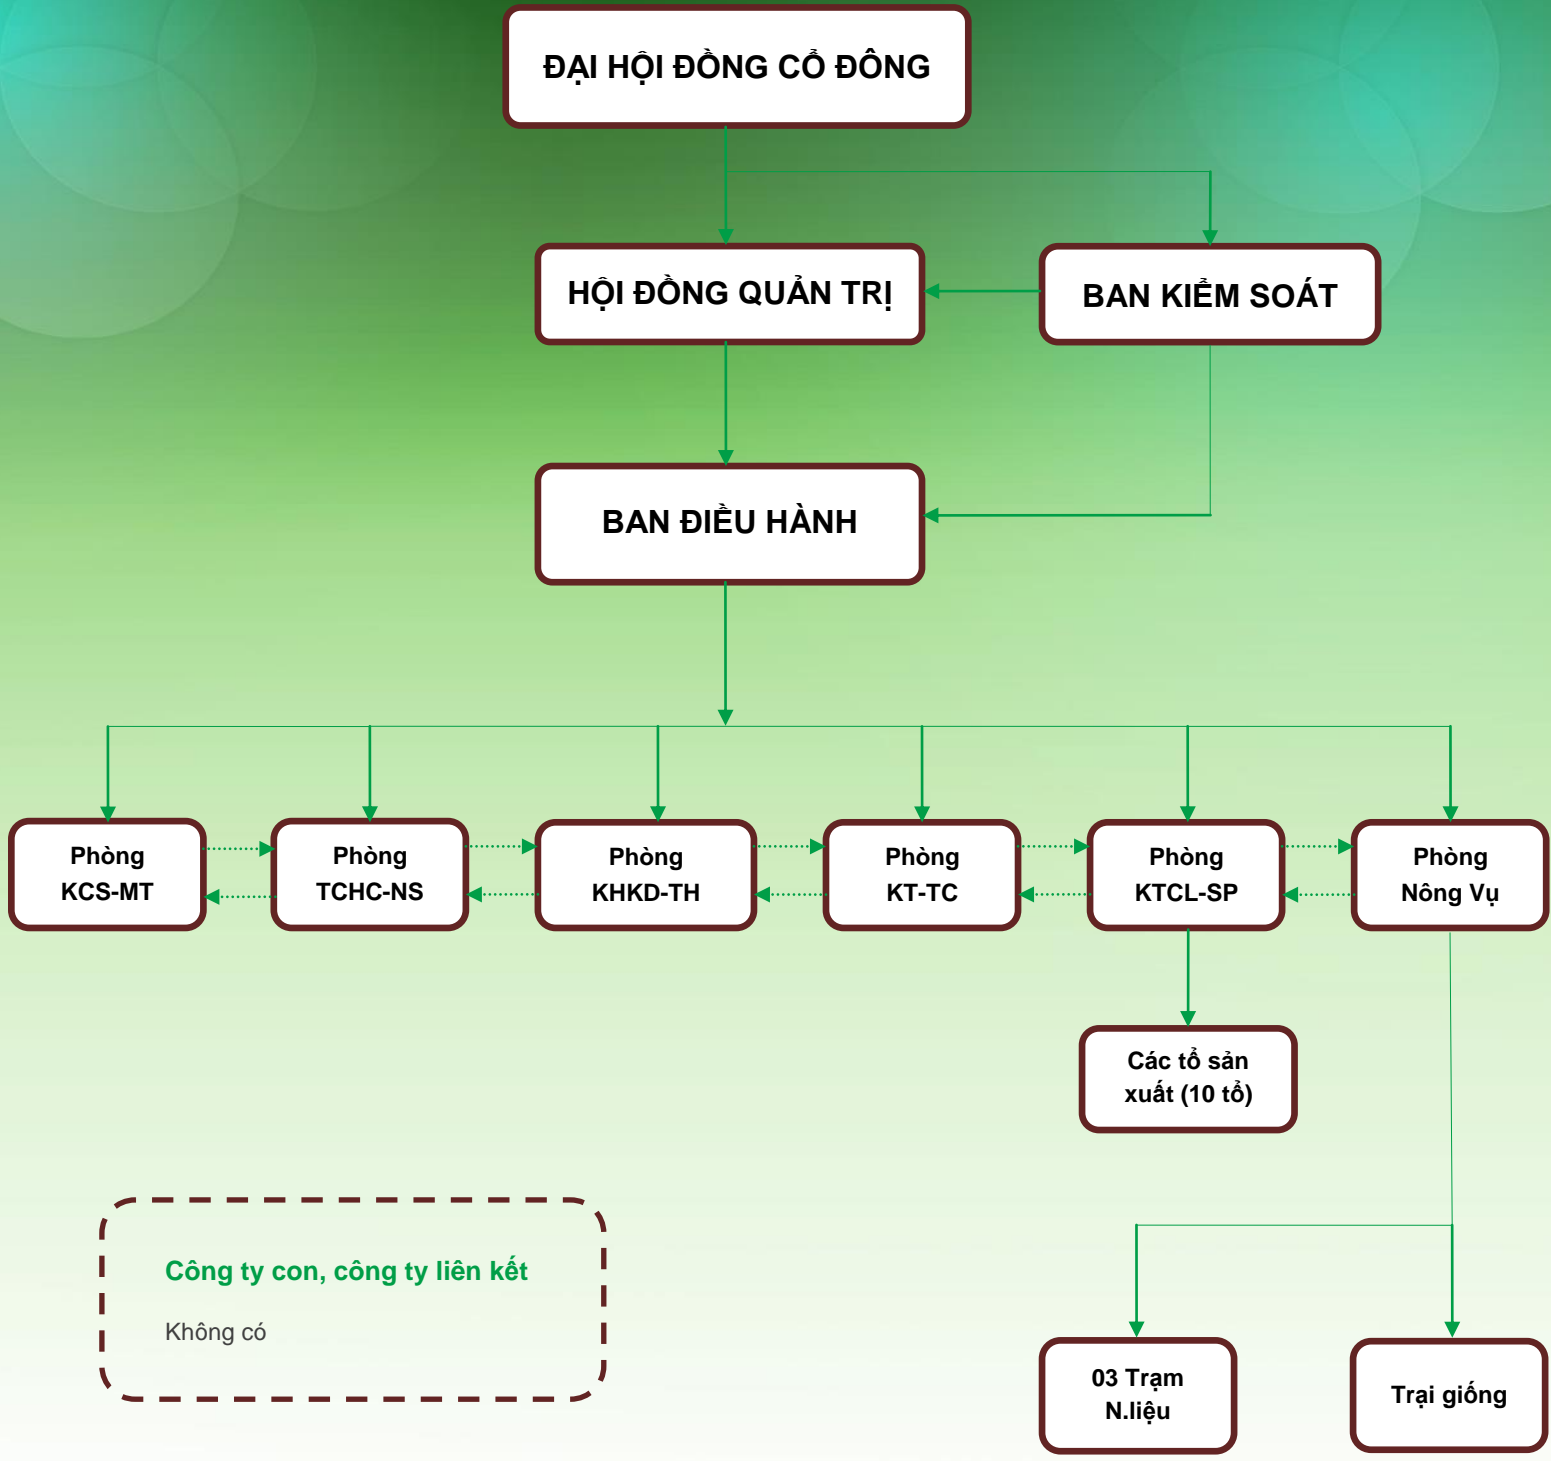 ĐẠI HỘI ĐỒNG CỔ ĐÔNG
HỘI ĐỒNG QUẢN TRỊ
BAN KIỂM SOÁT
BAN ĐIỀU HÀNH
Phòng
KCS-MT
Phòng
TCHC-NS
Phòng
KHKD-TH
Phòng
KT-TC
Phòng
KTCL-SP
Phòng
Nông Vụ
Các tổ sản
xuất (10 tổ)
Công ty con, công ty liên kết
Không có
03 Trạm
N.liệu
Trại giống